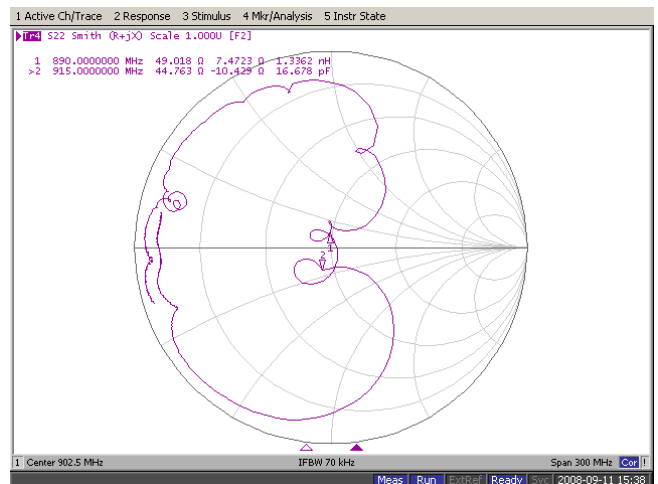 1 Active Ch/Trace 2 Response 3 Stimulus 4 Mkr/Analysis 5 Instr State
Tr4 S22 Smith (R+jX) Scale 1.000U [F2]
1 890.0000000 MHz 49.018 Ω 7.4723 Ω 1.3362 nH
>2 915.0000000 MHz 44.763 Ω -10.429 Ω 16.678 pF
2
1
1 Center 902.5 MHz IFBW 70 kHz Span 300 MHz Cor !
Meas Run ExtRef Ready Svc 2008-09-11 15:38